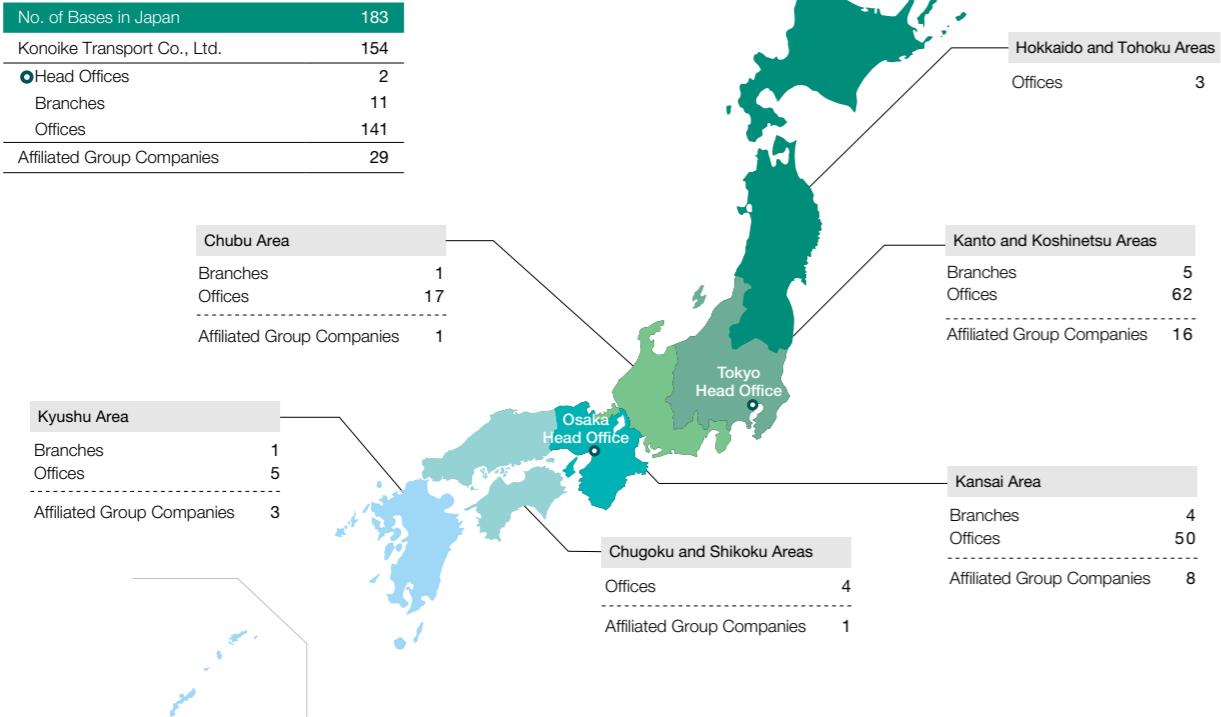 No. of Bases in Japan 183
Konoike Transport Co., Ltd. 154
Head Offices 2
Branches 11
Offices 141
Affiliated Group Companies 29
Hokkaido and Tohoku Areas
Offices 3
Chubu Area
Branches 1
Offices 17
Affiliated Group Companies 1
Kanto and Koshinetsu Areas
Branches 5
Offices 62
Affiliated Group Companies 16
Tokyo
Head Office
Kyushu Area
Branches 1
Offices 5
Affiliated Group Companies 3
Osaka
Head Office
Kansai Area
Branches 4
Offices 50
Affiliated Group Companies 8
Chugoku and Shikoku Areas
Offices 4
Affiliated Group Companies 1